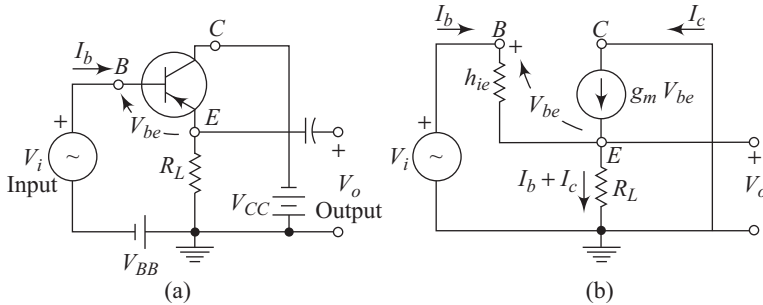 I_b
B
C
V_be
E
+
V_i
~
Input
R_L
+
V_CC
V_o
Output
V_BB
(a)
I_b
B
+
C
I_c
h_ie
V_be
g_m V_be
+
V_i
~
E
I_b + I_c
R_L
+
V_o
(b)